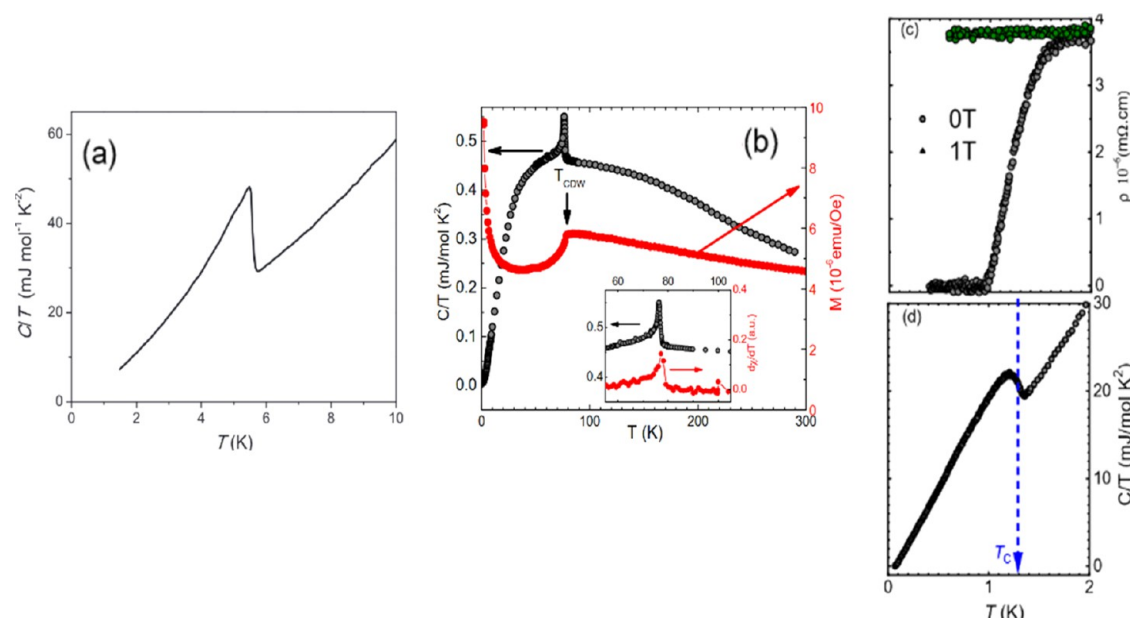 (a)
C/T (mJ mol⁻¹ K⁻²)
60
40
20
0
0 2 4 6 8 10
T (K)
(b)
C/T (mJ/mol K²)
0.5
0.4
0.3
0.2
0.1
0.0
0 100 200 300
T (K)
T_CDW
M (10⁻⁶emu/Oe)
10
8
6
4
2
0
60 80 100
0.5
0.4
0.4
0.2
0.0
dχ/dT (a.u.)
(c)
0T
1T
4
3
2
1
0
ρ 10⁻⁶(mΩ.cm)
(d)
30
20
10
0
C/T (mJ/mol K²)
T_C
0 1 2
T (K)